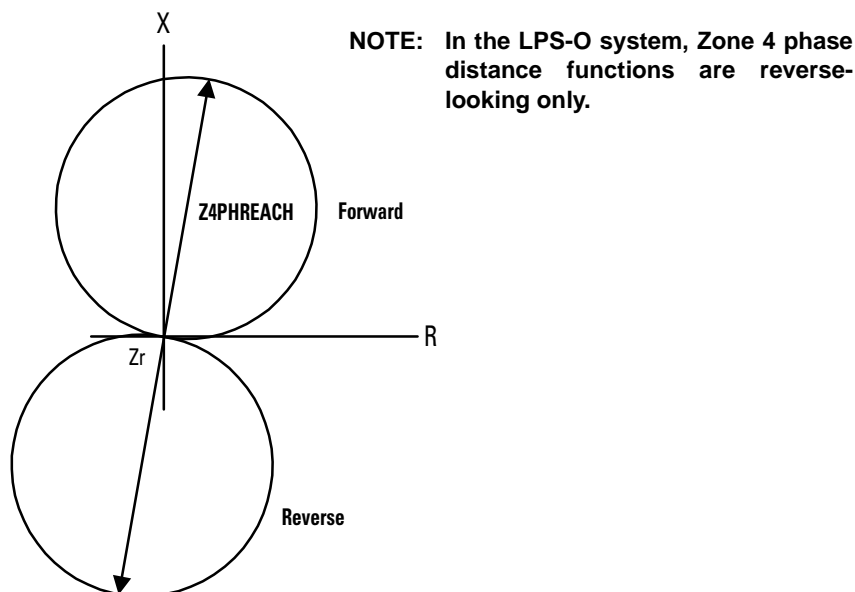 X
NOTE: In the LPS-O system, Zone 4 phase
distance functions are reverse-
looking only.
Z4PHREACH
Forward
R
Zr
Reverse